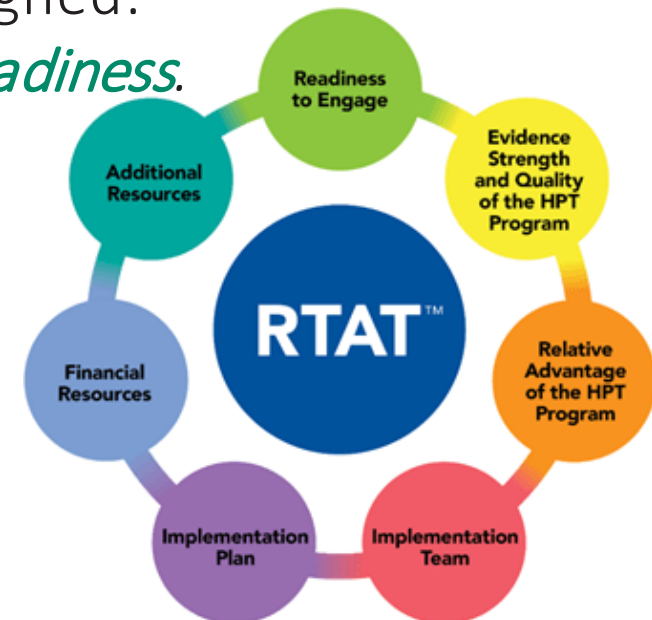 gned.
adiness.
Readiness
to Engage
Evidence
Strength
and Quality
of the HPT
Program
Relative
Advantage
of the HPT
Program
Implementation
Team
Implementation
Plan
Financial
Resources
Additional
Resources
RTAT™